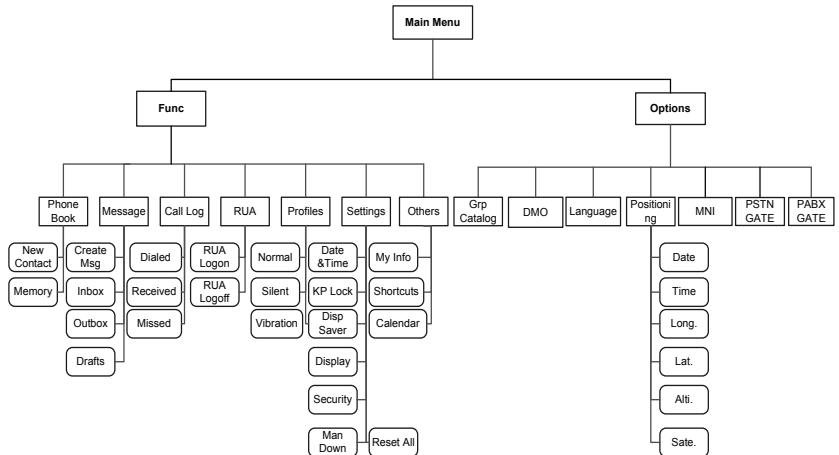 Main Menu
Func
Options
Phone
Book
Message
Call Log
RUA
Profiles
Settings
Others
Grp
Catalog
DMO
Language
Positioni
ng
MNI
PSTN
GATE
PABX
GATE
New
Contact
Memory
Create
Msg
Inbox
Outbox
Drafts
Dialed
Received
Missed
RUA
Logon
RUA
Logoff
Normal
Silent
Vibration
Date
&Time
KP Lock
Disp
Saver
Display
Security
Man
Down
Reset All
My Info
Shortcuts
Calendar
Date
Time
Long.
Lat.
Alti.
Sate.